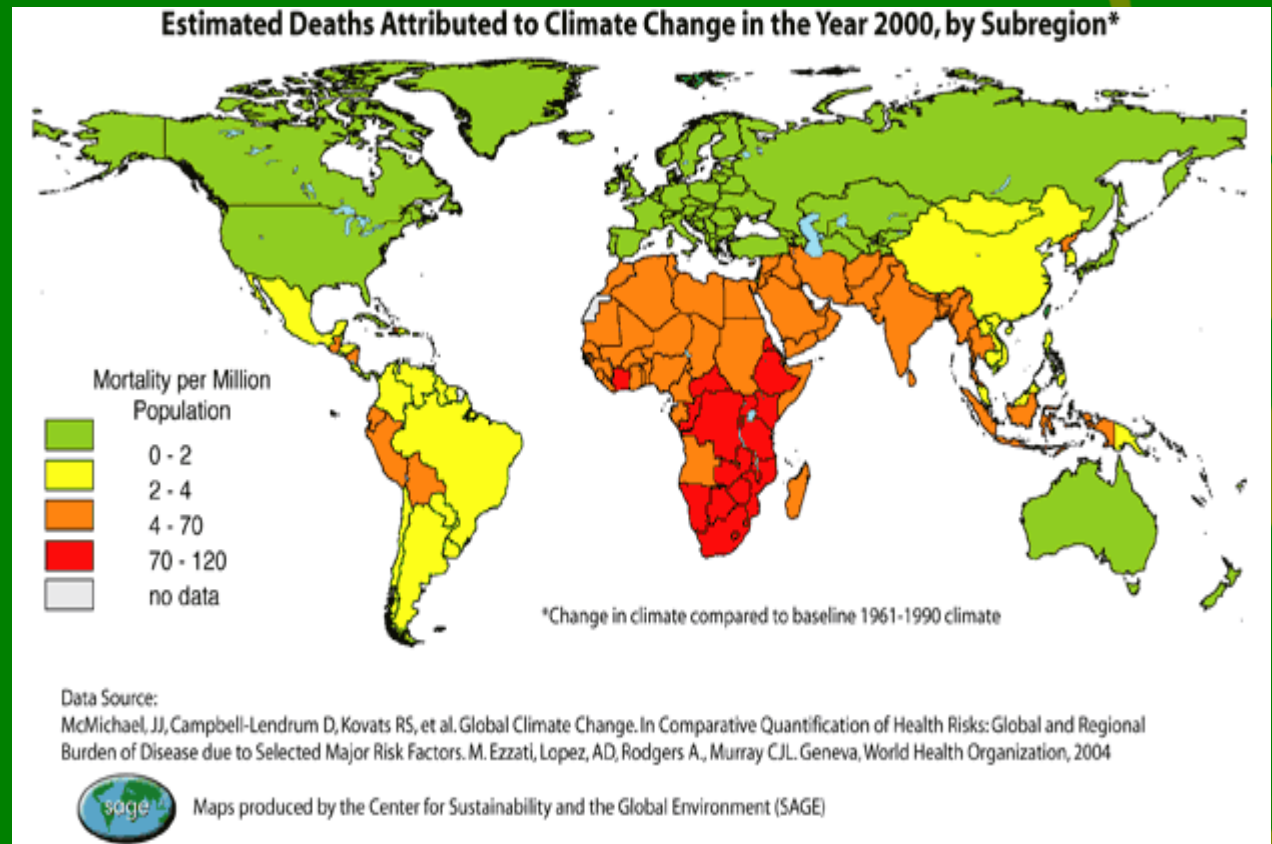 Estimated Deaths Attributed to Climate Change in the Year 2000, by Subregion*
Mortality per Million
Population
0 - 2
2 - 4
4 - 70
70 - 120
no data
*Change in climate compared to baseline 1961-1990 climate
Data Source:
McMichael, JJ, Campbell-Lendrum D, Kovats RS, et al. Global Climate Change. In Comparative Quantification of Health Risks: Global and Regional
Burden of Disease due to Selected Major Risk Factors. M. Ezzati, Lopez, AD, Rodgers A., Murray CJL. Geneva, World Health Organization, 2004
sage
Maps produced by the Center for Sustainability and the Global Environment (SAGE)